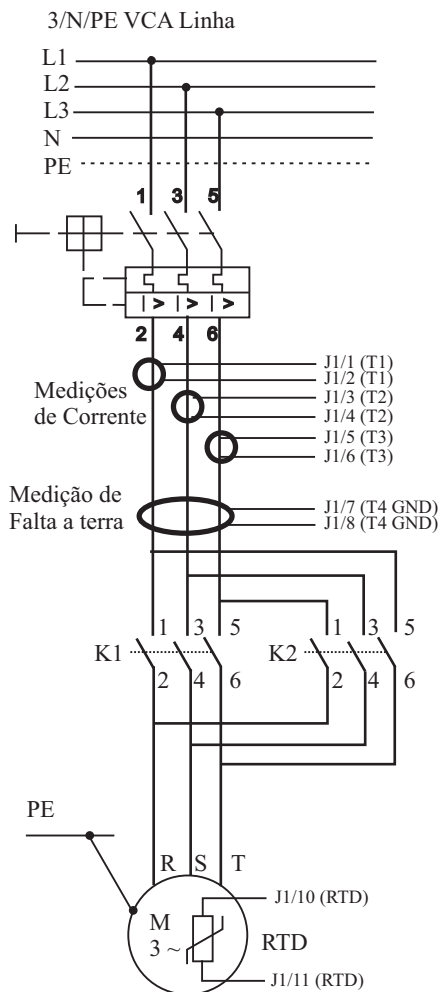 3/N/PE VCA Linha
L1
L2
L3
N
PE
1 3 5
I > I > I >
2 4 6
Medições
de Corrente
J1/1 (T1)
J1/2 (T1)
J1/3 (T2)
J1/4 (T2)
J1/5 (T3)
J1/6 (T3)
Medição de
Falta a terra
J1/7 (T4 GND)
J1/8 (T4 GND)
K1
1 3 5
2 4 6
K2
1 3 5
2 4 6
PE
R S T
M
3 ~
J1/10 (RTD)
RTD
J1/11 (RTD)